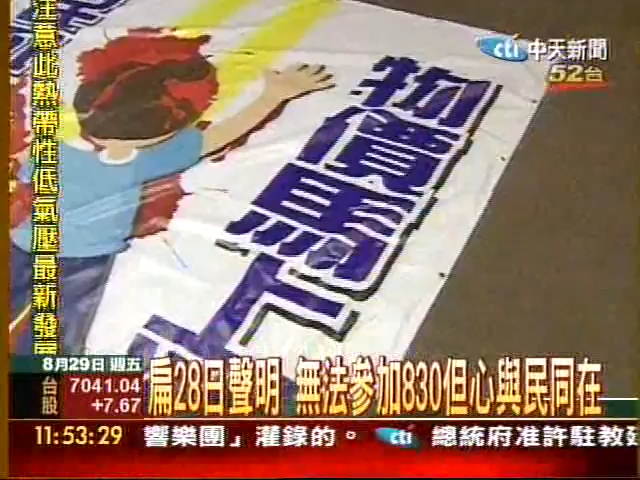 注意此熱帶性低氣壓最新發展
cti 中天新聞
52台
物價馬上
8月29日 週五
台股 7041.04
+7.67
扁28日聲明 無法參加830但心與民同在
11:53:29 響樂團」灌錄的。 cti 總統府准許駐教廷